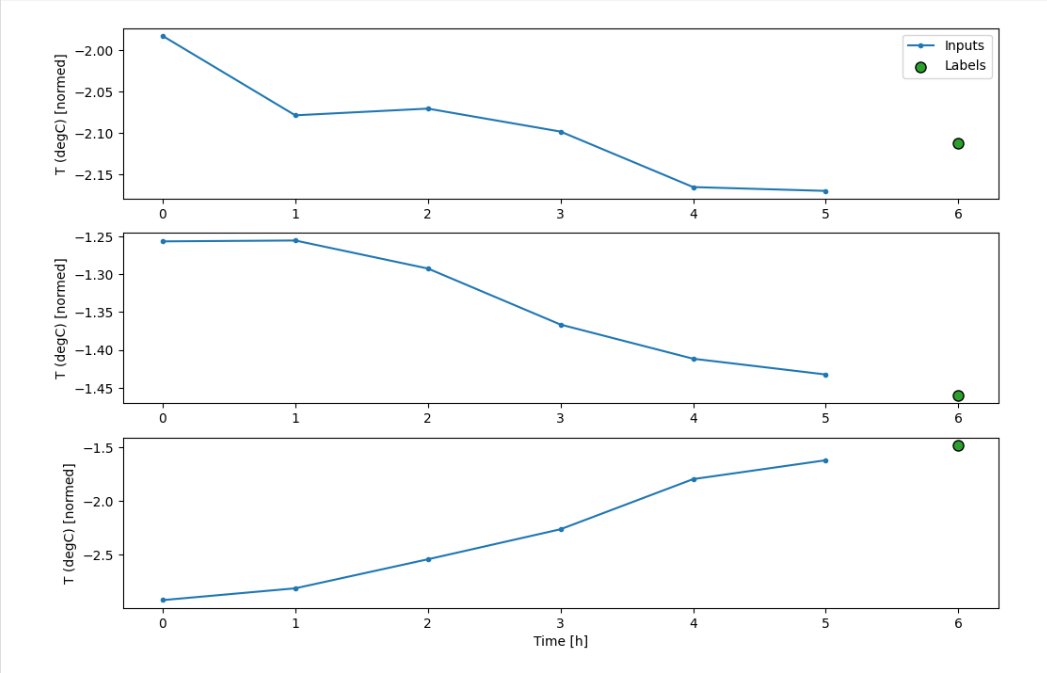 Inputs
Labels
T (degC) [normed]
−2.00
−2.05
−2.10
−2.15
0 1 2 3 4 5 6
T (degC) [normed]
−1.25
−1.30
−1.35
−1.40
−1.45
0 1 2 3 4 5 6
T (degC) [normed]
−1.5
−2.0
−2.5
0 1 2 3 4 5 6
Time [h]